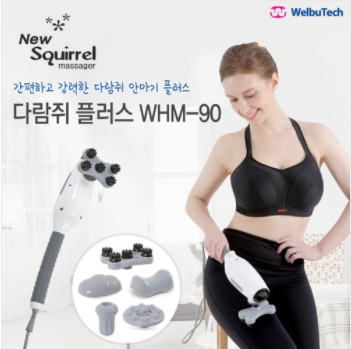 New
Squirrel
massager
WelbuTech
간편하고 강력한 다람쥐 안마기 플러스
다람쥐 플러스 WHM-90